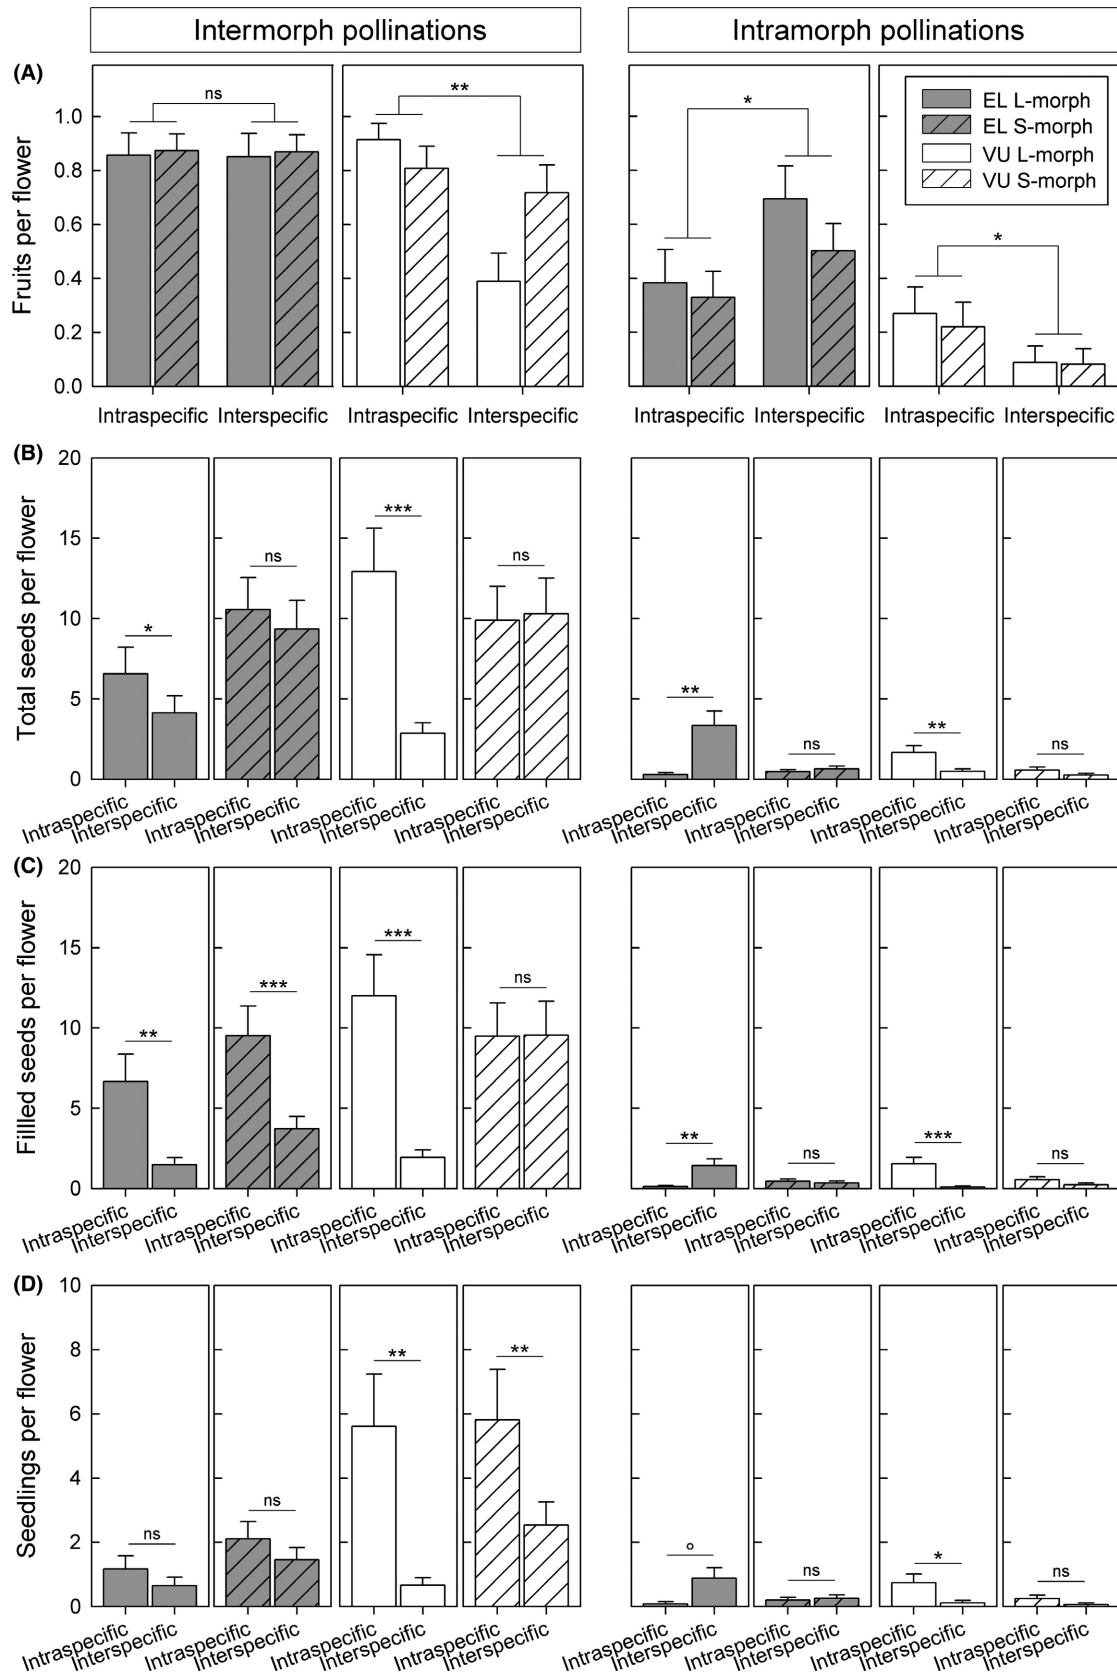 Intermorph pollinations
Intramorph pollinations
(A)
Fruits per flower
1.0
0.8
0.6
0.4
0.2
0.0
ns
**
*
*
EL L-morph
EL S-morph
VU L-morph
VU S-morph
Intraspecific Interspecific Intraspecific Interspecific Intraspecific Interspecific Intraspecific Interspecific
(B)
Total seeds per flower
20
15
10
5
0
* ns *** ns ** ns ** ns
Intraspecific Interspecific Intraspecific Interspecific Intraspecific Interspecific Intraspecific Interspecific Intraspecific Interspecific Intraspecific Interspecific Intraspecific Interspecific Intraspecific Interspecific
(C)
Fillled seeds per flower
20
15
10
5
0
** *** *** ns ** ns *** ns
Intraspecific Interspecific Intraspecific Interspecific Intraspecific Interspecific Intraspecific Interspecific Intraspecific Interspecific Intraspecific Interspecific Intraspecific Interspecific Intraspecific Interspecific
(D)
Seedlings per flower
10
8
6
4
2
0
ns ns ** ** ° ns * ns
Intraspecific Interspecific Intraspecific Interspecific Intraspecific Interspecific Intraspecific Interspecific Intraspecific Interspecific Intraspecific Interspecific Intraspecific Interspecific Intraspecific Interspecific